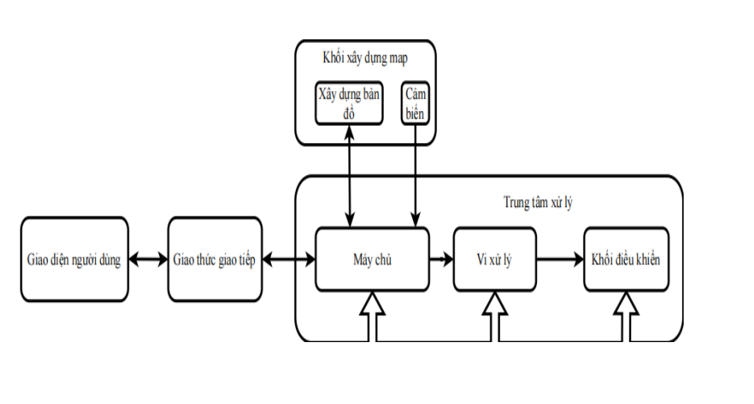 Khối xây dựng map
Xây dựng bản
đồ
Cảm
biến
Trung tâm xử lý
Giao diện người dùng
Giao thức giao tiếp
Máy chủ
Vi xử lý
Khối điều khiển